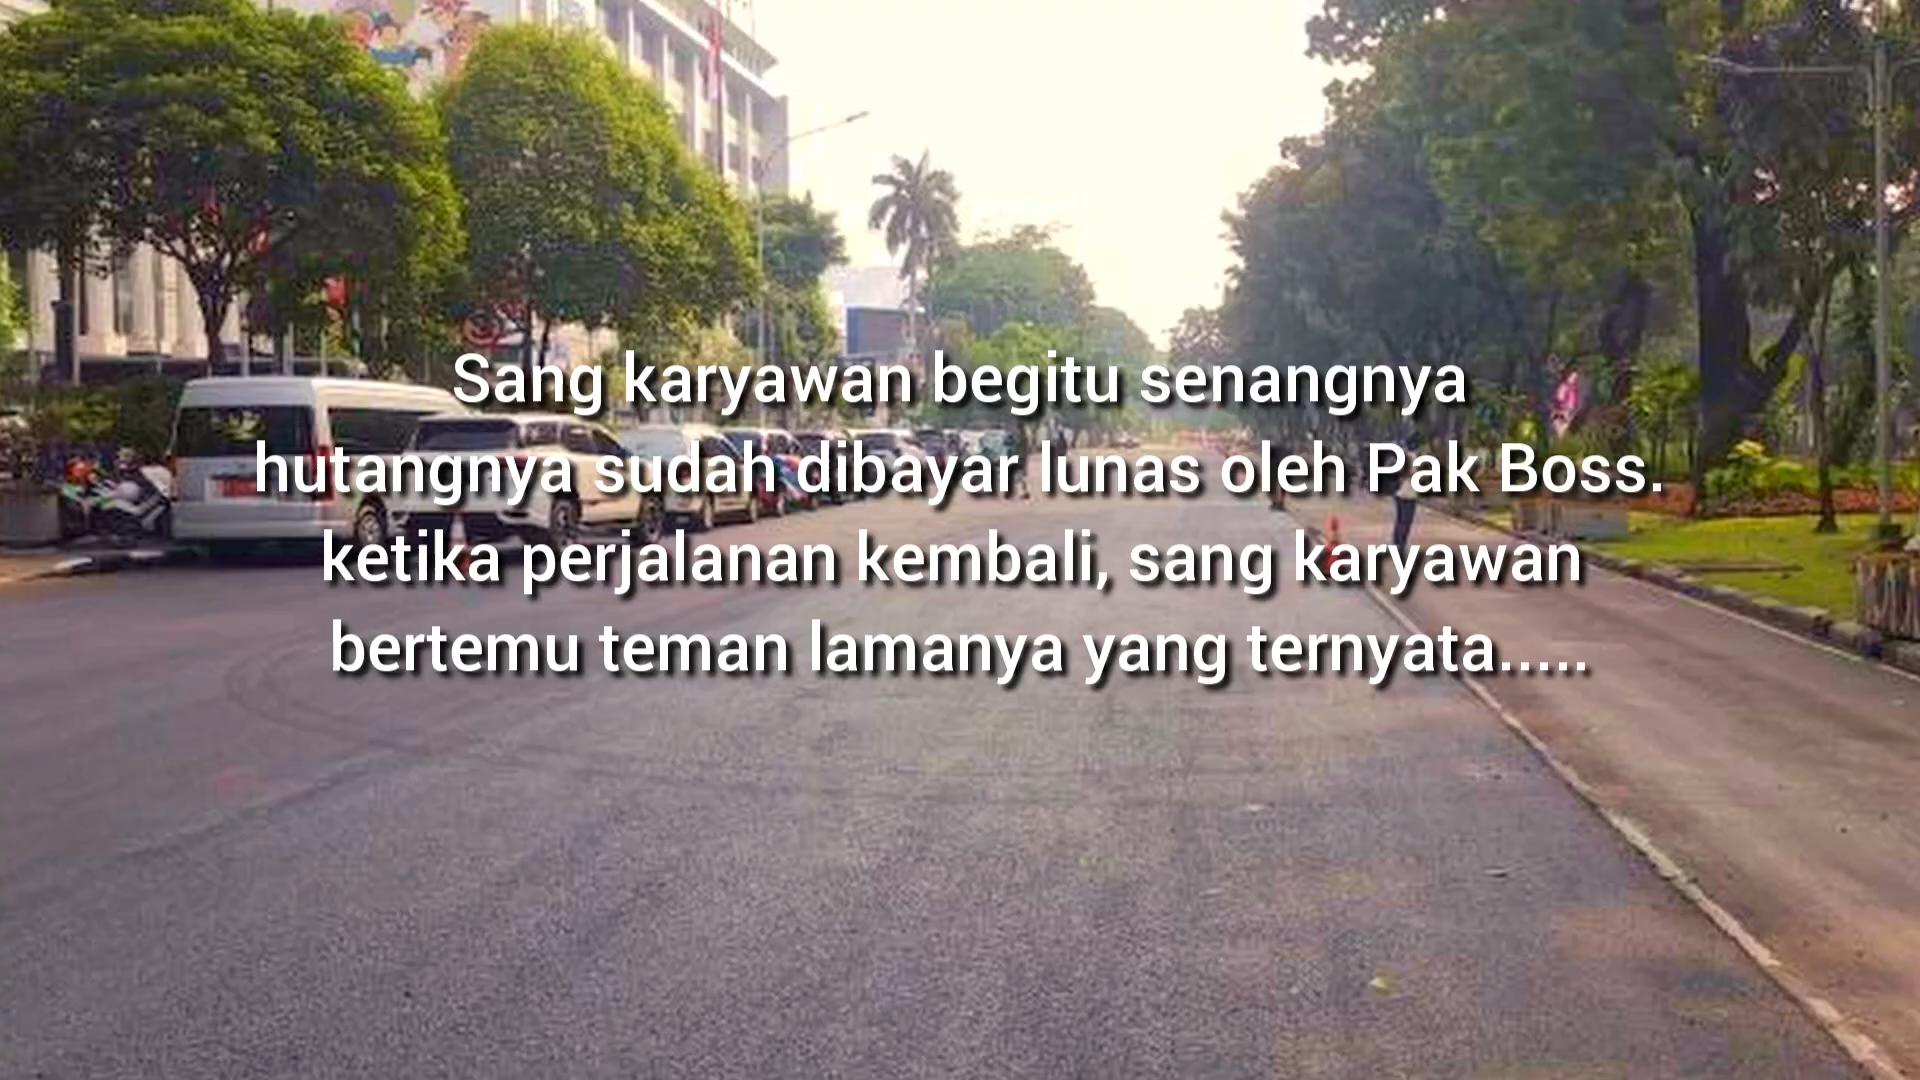 Sang karyawan begitu senangnya
hutangnya sudah dibayar lunas oleh Pak Boss.
ketika perjalanan kembali, sang karyawan
bertemu teman lamanya yang ternyata.....